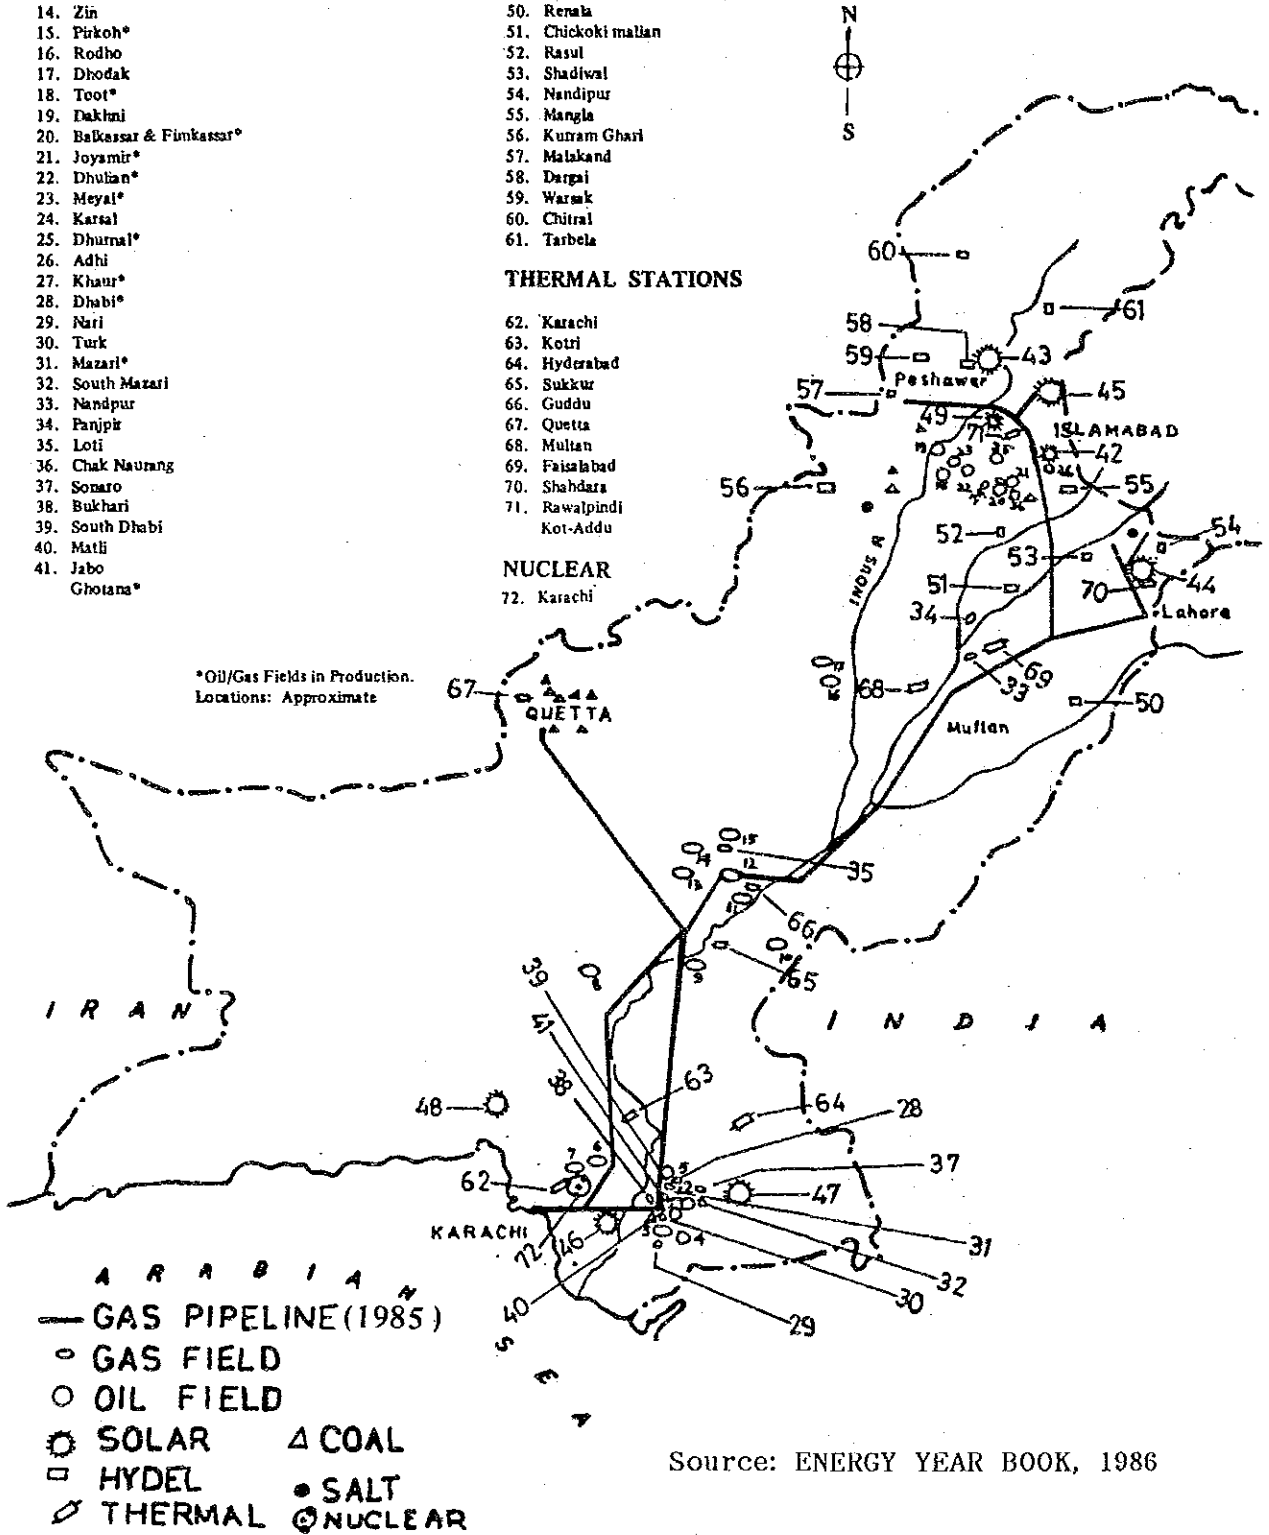 14. Zin
15. Pirkoh*
16. Rodho
17. Dhodak
18. Toot*
19. Dakhni
20. Balkassar & Fimkassar*
21. Joyamir*
22. Dhulian*
23. Meyal*
24. Karsal
25. Dhurnal*
26. Adhi
27. Khaur*
28. Dhabi*
29. Nari
30. Turk
31. Mazari*
32. South Mazari
33. Nandpur
34. Panjpir
35. Loti
36. Chak Naurang
37. Sonaro
38. Bukhari
39. South Dhabi
40. Matli
41. Jabo
Ghotana*
*Oil/Gas Fields in Production.
Locations: Approximate
50. Renala
51. Chickoki malian
52. Rasul
53. Shadiwal
54. Nandipur
55. Mangla
56. Kurram Ghari
57. Malakand
58. Dargai
59. Warsak
60. Chitral
61. Tarbela
THERMAL STATIONS
62. Karachi
63. Kotri
64. Hyderabad
65. Sukkur
66. Guddu
67. Quetta
68. Multan
69. Faisalabad
70. Shahdara
71. Rawalpindi
Kot-Addu
NUCLEAR
72. Karachi
N
S
60
61
58
59
43
Peshawer
57
45
49
71
ISLAMABAD
42
56
55
52
54
53
INDUS R
51
44
70
34
Lahore
69
33
68
67
QUETTA
50
Multan
15
14
12
35
13
11
66
65
9
39
41
38
IRAN
INDIA
63
48
64
28
7
6
5
37
62
47
KARACHI
46
72
4
31
32
30
40
29
ARABIAN
SEA
GAS PIPELINE(1985)
GAS FIELD
OIL FIELD
SOLAR
COAL
HYDEL
SALT
THERMAL
NUCLEAR
Source: ENERGY YEAR BOOK, 1986